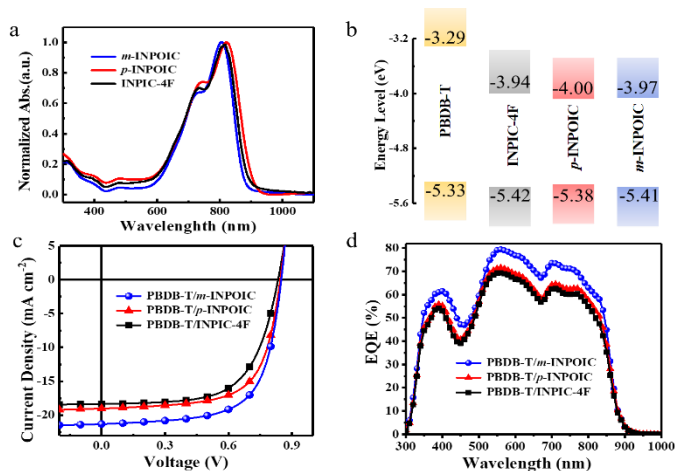 a
Normalized Abs.(a.u.)
1.0
0.8
0.6
0.4
0.2
0.0
m-INPOIC
p-INPOIC
INPIC-4F
400
600
800
1000
Wavelenghth (nm)
b
Energy Level (eV)
-3.2
-4.0
-4.8
-5.6
-3.29
PBDB-T
-5.33
-3.94
INPIC-4F
-5.42
-4.00
p-INPOIC
-5.38
-3.97
m-INPOIC
-5.41
c
Current Density (mA cm-2)
5
0
-5
-10
-15
-20
PBDB-T/m-INPOIC
PBDB-T/p-INPOIC
PBDB-T/INPIC-4F
0.0
0.3
0.6
0.9
Voltage (V)
d
EQE (%)
80
70
60
50
40
30
20
10
0
PBDB-T/m-INPOIC
PBDB-T/p-INPOIC
PBDB-T/INPIC-4F
300
400
500
600
700
800
900
1000
Wavelength (nm)